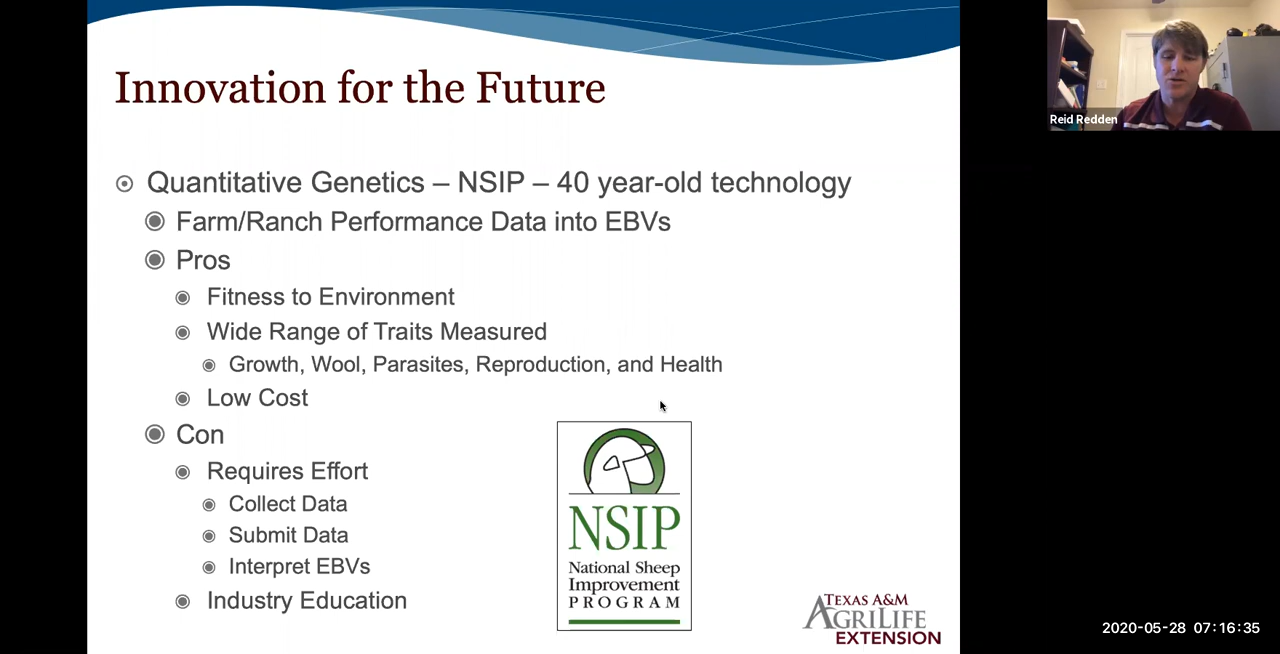 Innovation for the Future
Quantitative Genetics – NSIP – 40 year-old technology
Farm/Ranch Performance Data into EBVs
Pros
Fitness to Environment
Wide Range of Traits Measured
Growth, Wool, Parasites, Reproduction, and Health
Low Cost
Con
Requires Effort
Collect Data
Submit Data
Interpret EBVs
Industry Education
NSIP
National Sheep
Improvement
PROGRAM
TEXAS A&M
AGRILIFE
EXTENSION
Reid Redden
2020-05-28 07:16:35